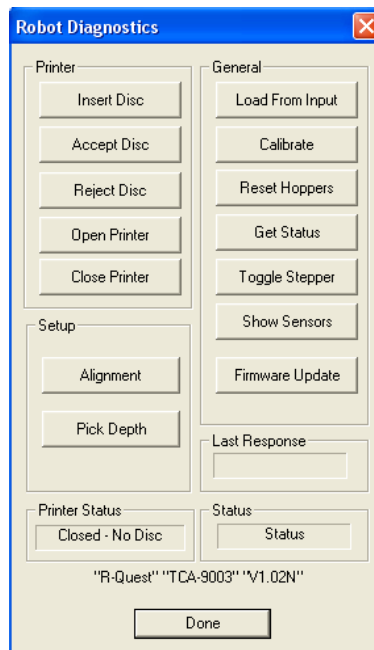 Robot Diagnostics
Printer
Insert Disc
Accept Disc
Reject Disc
Open Printer
Close Printer
General
Load From Input
Calibrate
Reset Hoppers
Get Status
Toggle Stepper
Show Sensors
Firmware Update
Setup
Alignment
Pick Depth
Last Response
Printer Status
Closed - No Disc
Status
Status
"R-Quest" "TCA-9003" "V1.02N"
Done